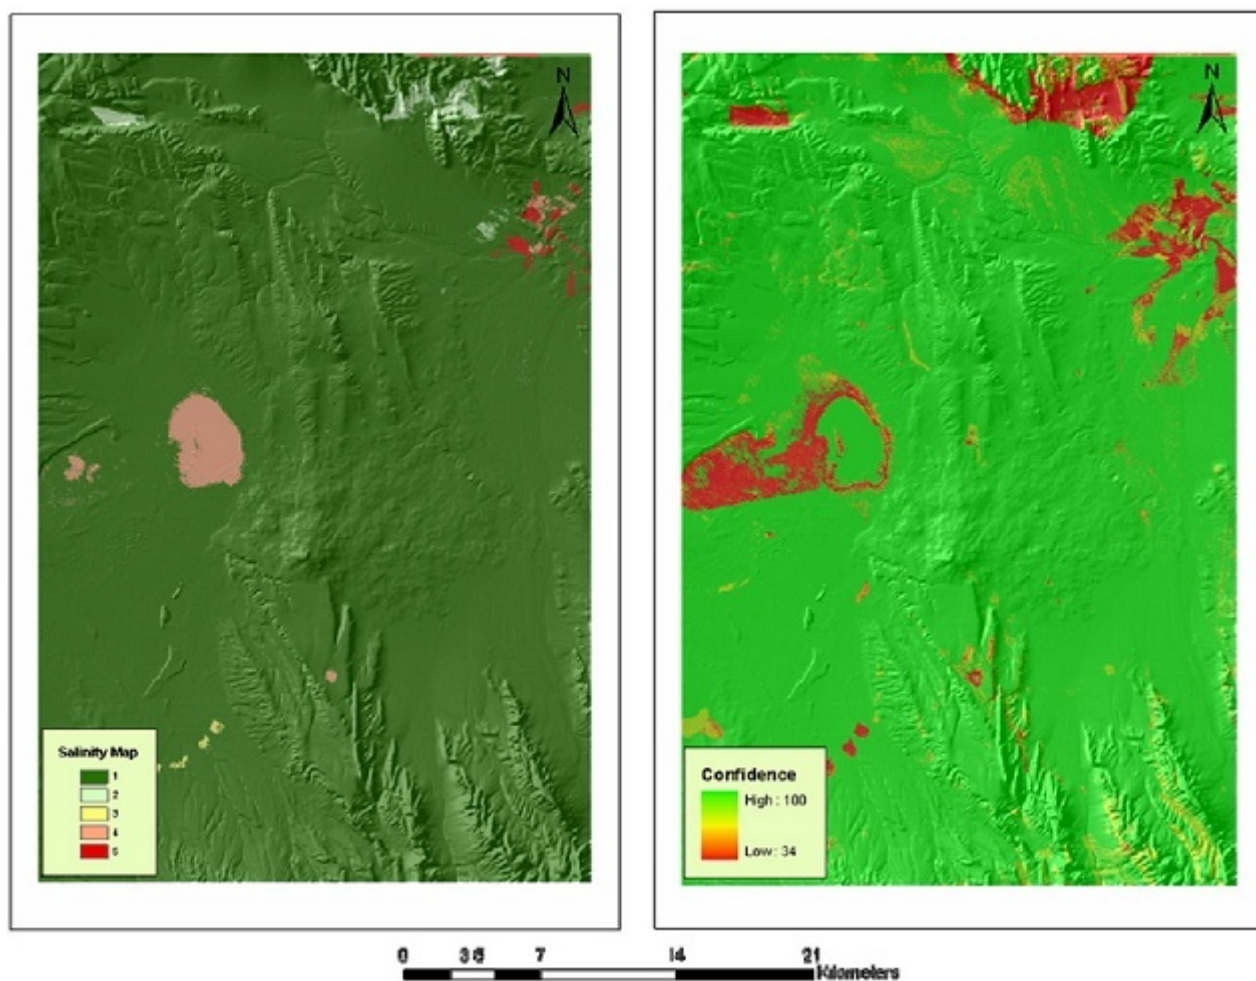 N
Salinity Map
1
2
3
4
5
N
Confidence
High : 100
Low : 34
0 3.5 7 14 21
Kilometers